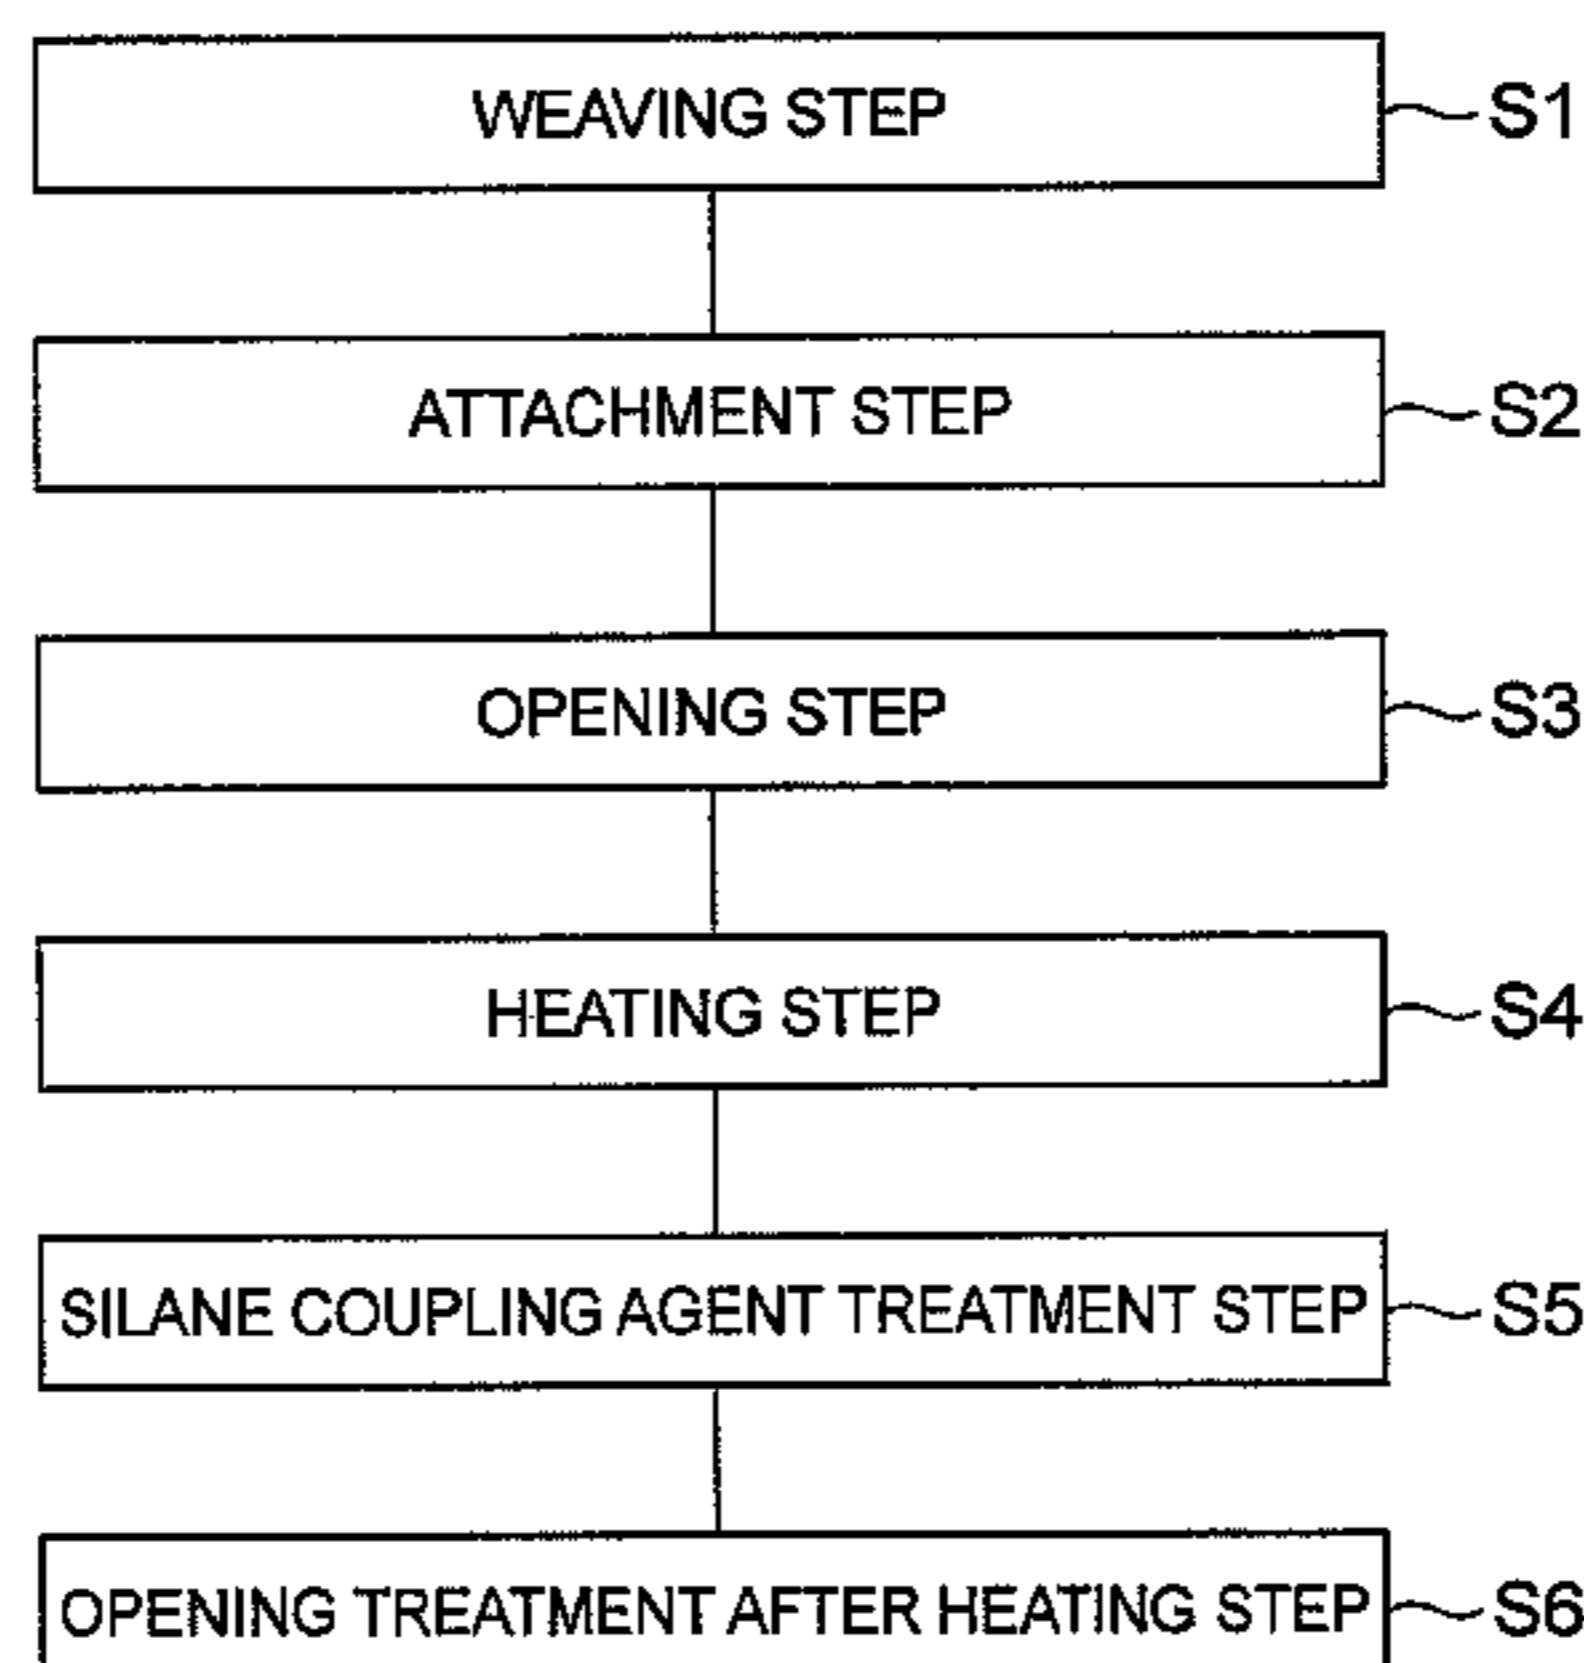 WEAVING STEP S1
ATTACHMENT STEP S2
OPENING STEP S3
HEATING STEP S4
SILANE COUPLING AGENT TREATMENT STEP S5
OPENING TREATMENT AFTER HEATING STEP S6